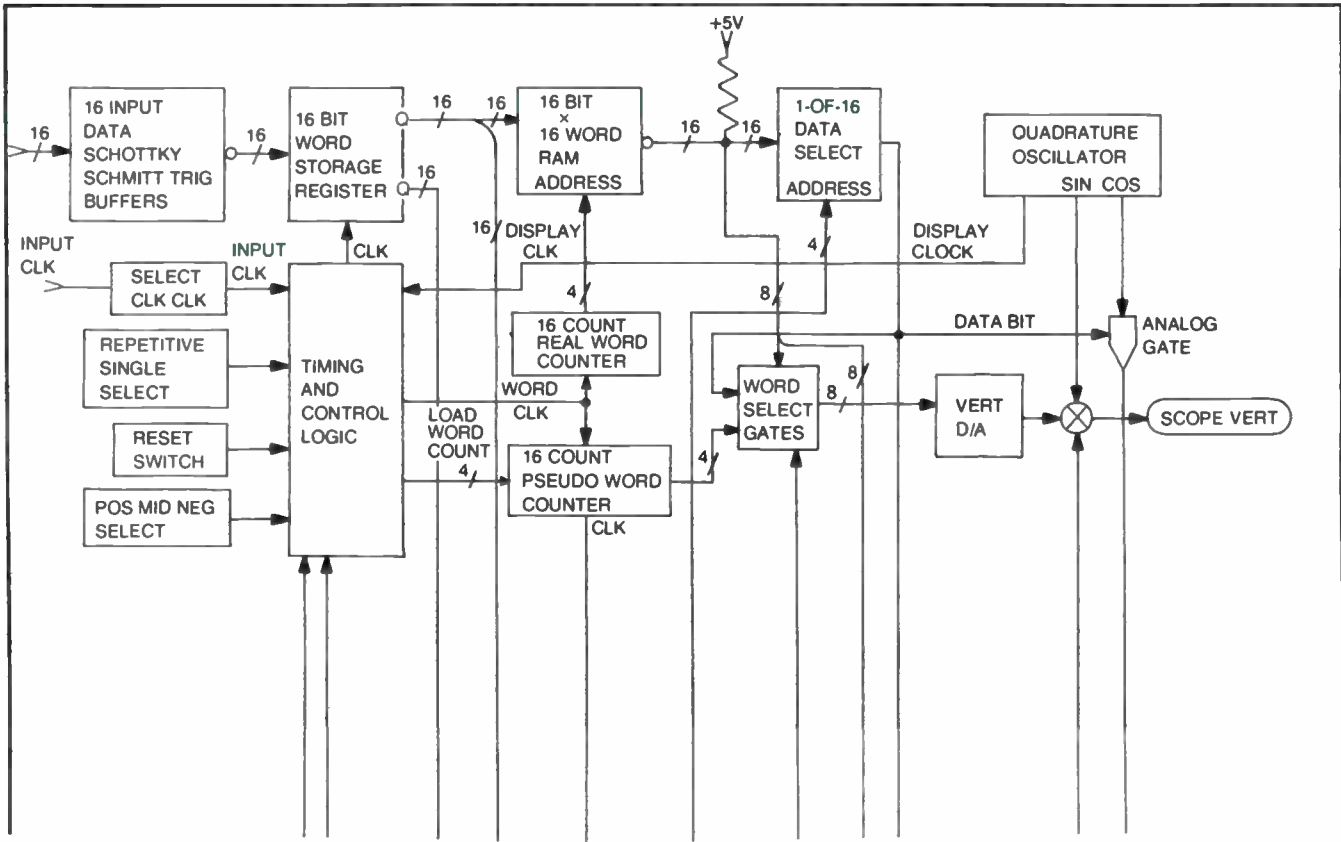 +5V
16
16 INPUT
DATA
SCHOTTKY
SCHMITT TRIG
BUFFERS
16
16 BIT
WORD
STORAGE
REGISTER
16
16
16
16 BIT
×
16 WORD
RAM
ADDRESS
16
16
1-OF-16
DATA
SELECT
ADDRESS
QUADRATURE
OSCILLATOR
SIN COS
INPUT
CLK
SELECT
CLK CLK
INPUT
CLK
CLK
16
DISPLAY
CLK
4
DISPLAY
CLOCK
REPETITIVE
SINGLE
SELECT
RESET
SWITCH
POS MID NEG
SELECT
TIMING
AND
CONTROL
LOGIC
4
16 COUNT
REAL WORD
COUNTER
WORD
CLK
LOAD
WORD
COUNT
4
16 COUNT
PSEUDO WORD
COUNTER
CLK
4
8
WORD
SELECT
GATES
8
8
DATA BIT
ANALOG
GATE
VERT
D/A
SCOPE VERT